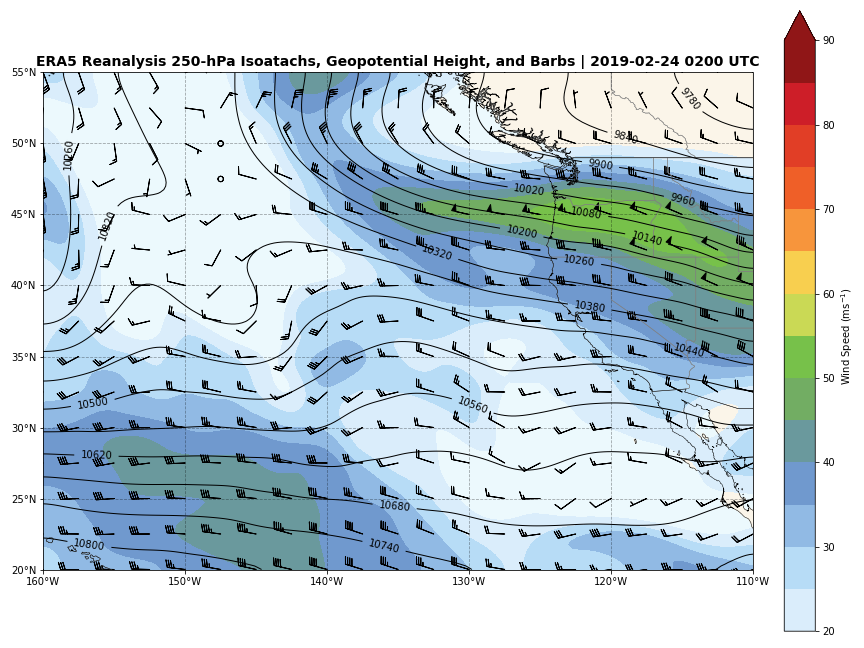 ERA5 Reanalysis 250-hPa Isoatachs, Geopotential Height, and Barbs | 2019-02-24 0200 UTC
55°N
50°N
45°N
40°N
35°N
30°N
25°N
20°N
160°W
150°W
140°W
130°W
120°W
110°W
9780
9840
9900
9960
10020
10080
10140
10200
10260
10260
10320
10320
10380
10440
10500
10560
10620
10680
10740
10800
90
80
70
60
50
40
30
20
Wind Speed (ms⁻¹)